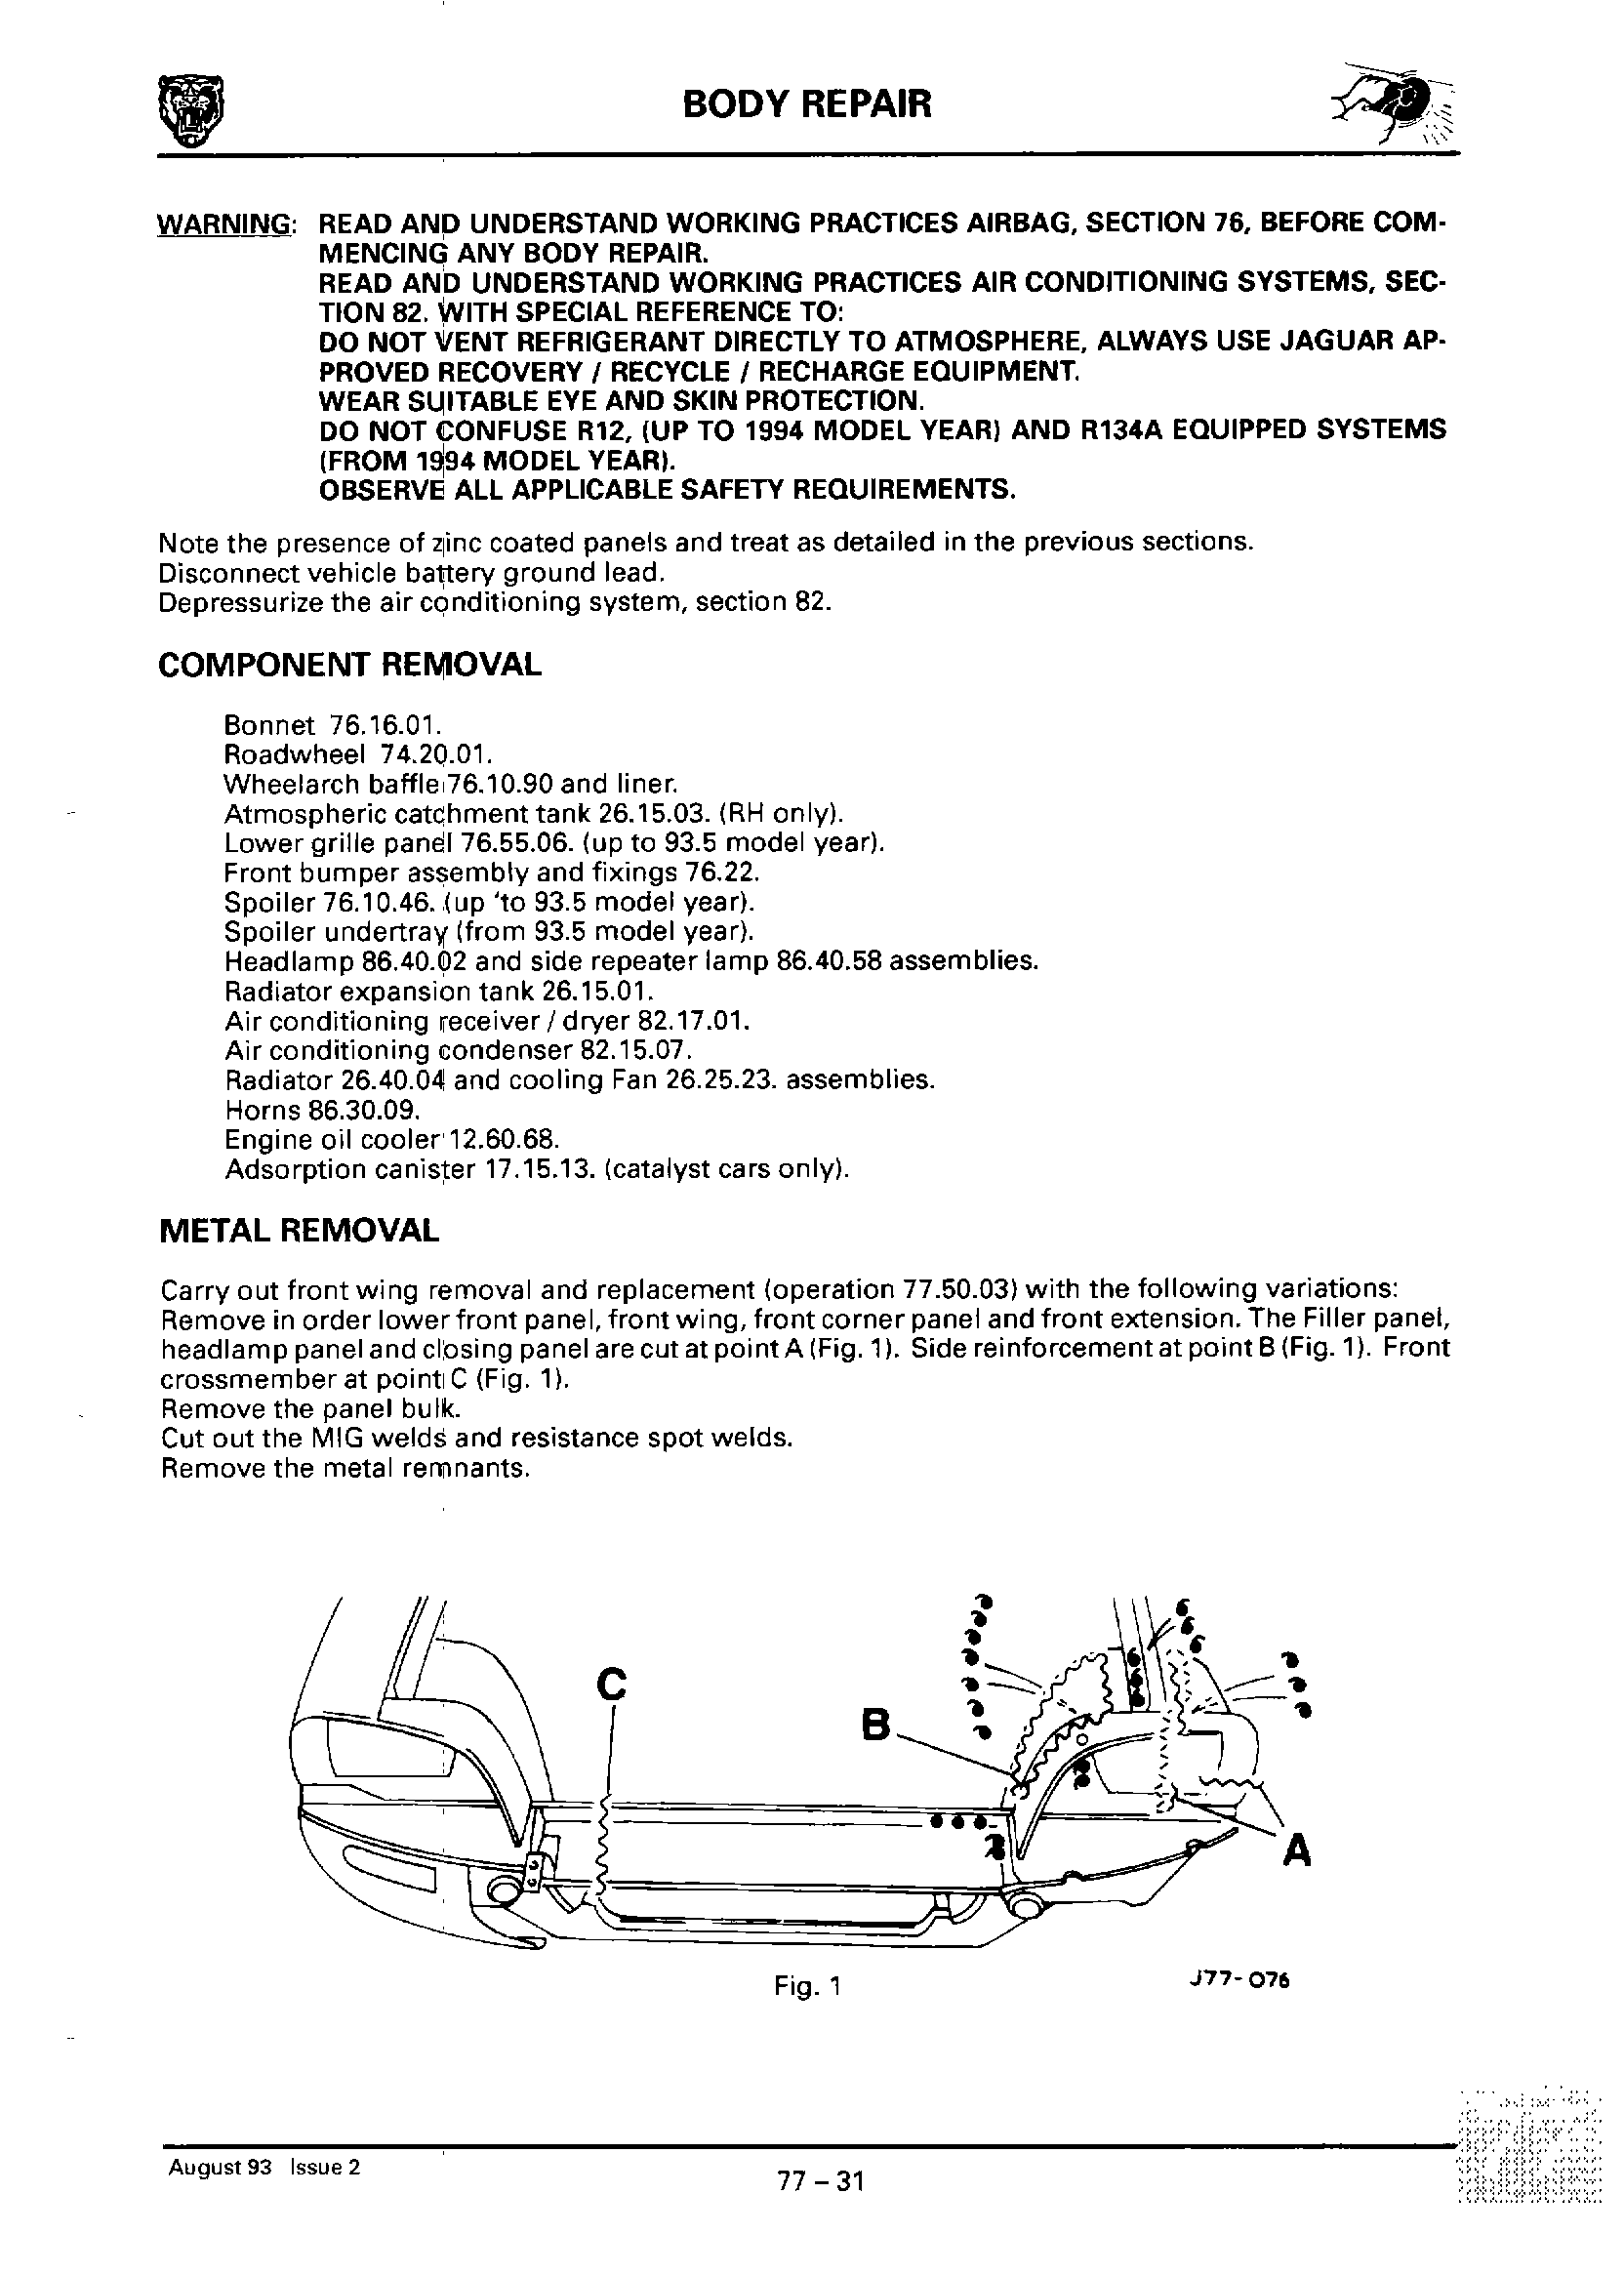 BODY REPAIR
WARNING: READ AND UNDERSTAND WORKING PRACTICES AIRBAG, SECTION 76, BEFORE COM-
MENCING ANY BODY REPAIR.
READ AND UNDERSTAND WORKING PRACTICES AIR CONDITIONING SYSTEMS, SEC-
TION 82. WITH SPECIAL REFERENCE TO:
DO NOT VENT REFRIGERANT DIRECTLY TO ATMOSPHERE, ALWAYS USE JAGUAR AP-
PROVED RECOVERY / RECYCLE / RECHARGE EQUIPMENT.
WEAR SUITABLE EYE AND SKIN PROTECTION.
DO NOT CONFUSE R12, (UP TO 1994 MODEL YEAR) AND R134A EQUIPPED SYSTEMS
(FROM 1994 MODEL YEAR).
OBSERVE ALL APPLICABLE SAFETY REQUIREMENTS.
Note the presence of zinc coated panels and treat as detailed in the previous sections.
Disconnect vehicle battery ground lead.
Depressurize the air conditioning system, section 82.
COMPONENT REMOVAL
Bonnet 76.16.01.
Roadwheel 74.20.01.
Wheelarch baffle 76.10.90 and liner.
Atmospheric catchment tank 26.15.03. (RH only).
Lower grille panel 76.55.06. (up to 93.5 model year).
Front bumper assembly and fixings 76.22.
Spoiler 76.10.46. (up 'to 93.5 model year).
Spoiler undertray (from 93.5 model year).
Headlamp 86.40.02 and side repeater lamp 86.40.58 assemblies.
Radiator expansion tank 26.15.01.
Air conditioning receiver / dryer 82.17.01.
Air conditioning condenser 82.15.07.
Radiator 26.40.04 and cooling Fan 26.25.23. assemblies.
Horns 86.30.09.
Engine oil cooler 12.60.68.
Adsorption canister 17.15.13. (catalyst cars only).
METAL REMOVAL
Carry out front wing removal and replacement (operation 77.50.03) with the following variations:
Remove in order lower front panel, front wing, front corner panel and front extension. The Filler panel,
headlamp panel and closing panel are cut at point A (Fig. 1). Side reinforcement at point B (Fig. 1). Front
crossmember at point C (Fig. 1).
Remove the panel bulk.
Cut out the MIG welds and resistance spot welds.
Remove the metal remnants.
C
B
A
Fig. 1
J77-076
August 93 Issue 2
77 – 31